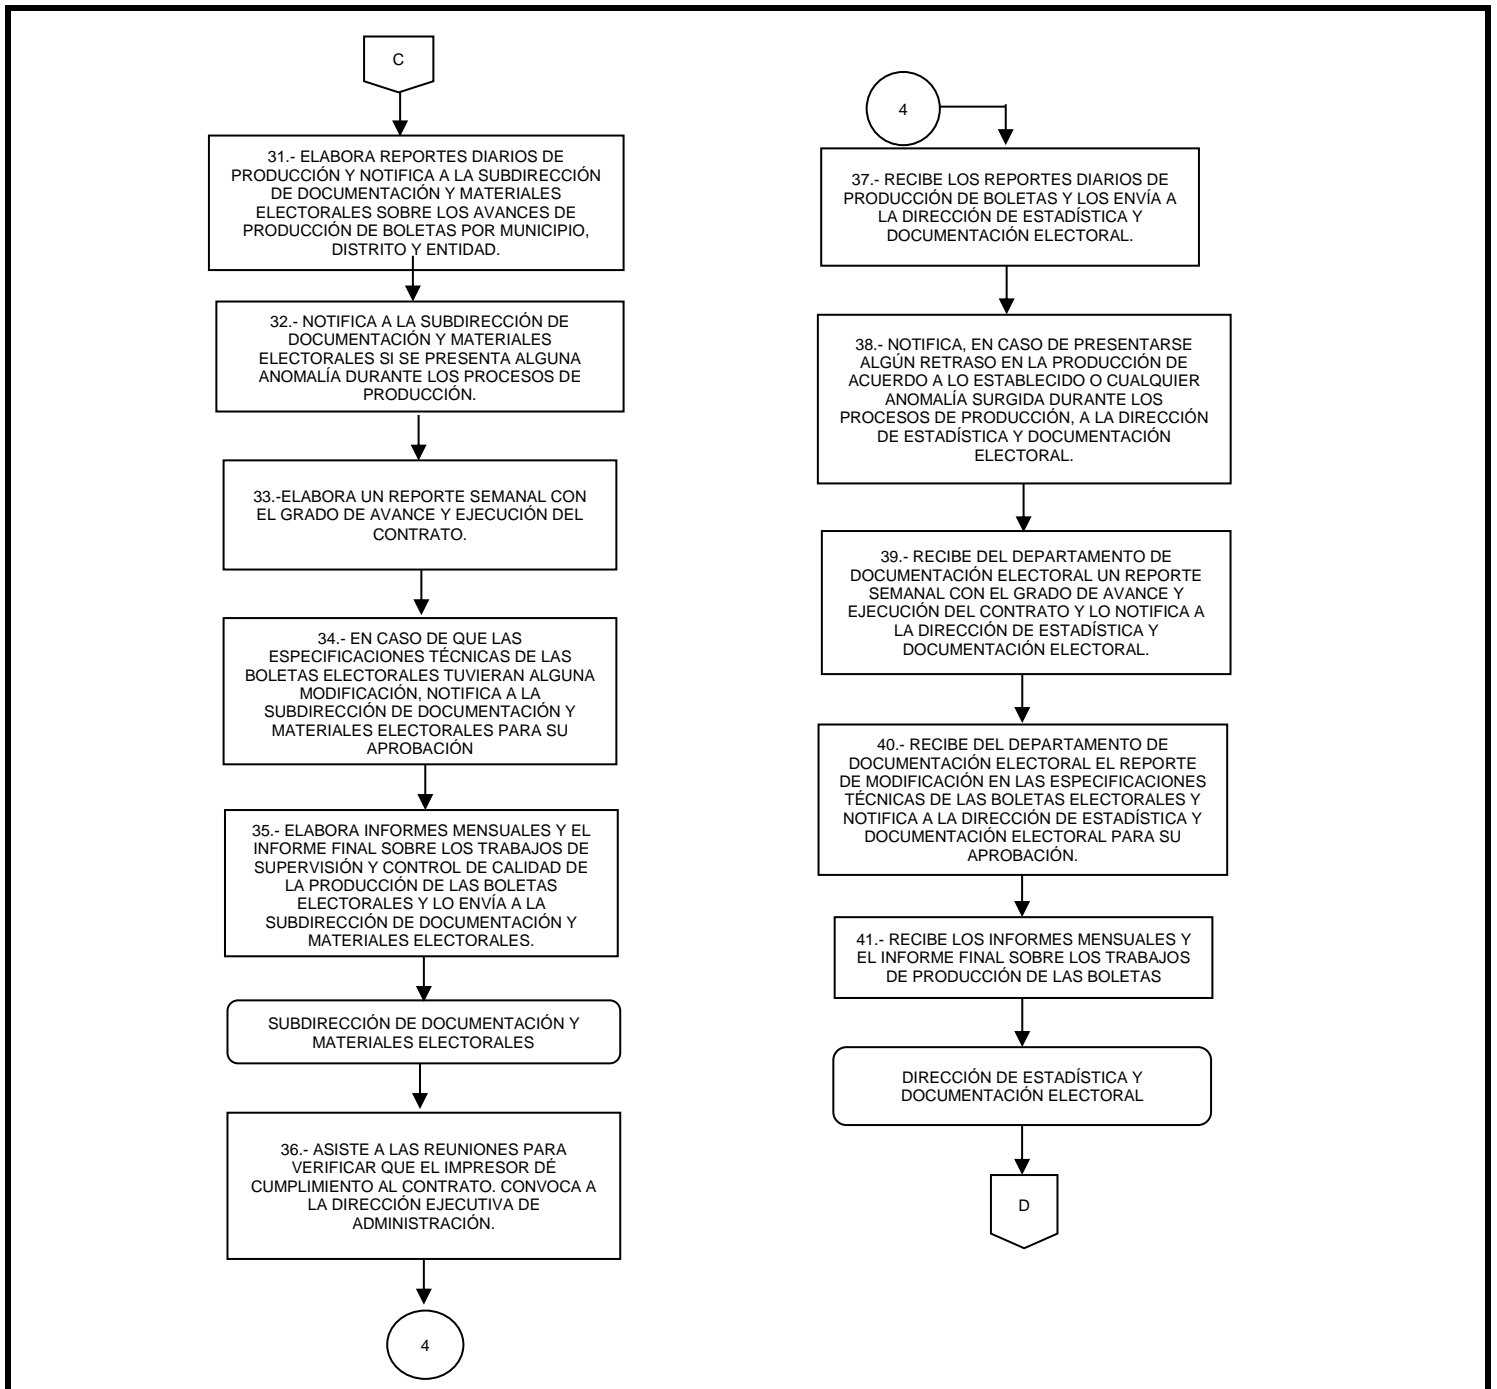 C
31.- ELABORA REPORTES DIARIOS DE
PRODUCCIÓN Y NOTIFICA A LA SUBDIRECCIÓN
DE DOCUMENTACIÓN Y MATERIALES
ELECTORALES SOBRE LOS AVANCES DE
PRODUCCIÓN DE BOLETAS POR MUNICIPIO,
DISTRITO Y ENTIDAD.
32.- NOTIFICA A LA SUBDIRECCIÓN DE
DOCUMENTACIÓN Y MATERIALES
ELECTORALES SI SE PRESENTA ALGUNA
ANOMALÍA DURANTE LOS PROCESOS DE
PRODUCCIÓN.
33.-ELABORA UN REPORTE SEMANAL CON
EL GRADO DE AVANCE Y EJECUCIÓN DEL
CONTRATO.
34.- EN CASO DE QUE LAS
ESPECIFICACIONES TÉCNICAS DE LAS
BOLETAS ELECTORALES TUVIERAN ALGUNA
MODIFICACIÓN, NOTIFICA A LA
SUBDIRECCIÓN DE DOCUMENTACIÓN Y
MATERIALES ELECTORALES PARA SU
APROBACIÓN
35.- ELABORA INFORMES MENSUALES Y EL
INFORME FINAL SOBRE LOS TRABAJOS DE
SUPERVISIÓN Y CONTROL DE CALIDAD DE
LA PRODUCCIÓN DE LAS BOLETAS
ELECTORALES Y LO ENVÍA A LA
SUBDIRECCIÓN DE DOCUMENTACIÓN Y
MATERIALES ELECTORALES.
SUBDIRECCIÓN DE DOCUMENTACIÓN Y
MATERIALES ELECTORALES
36.- ASISTE A LAS REUNIONES PARA
VERIFICAR QUE EL IMPRESOR DÉ
CUMPLIMIENTO AL CONTRATO. CONVOCA A
LA DIRECCIÓN EJECUTIVA DE
ADMINISTRACIÓN.
4
4
37.- RECIBE LOS REPORTES DIARIOS DE
PRODUCCIÓN DE BOLETAS Y LOS ENVÍA A
LA DIRECCIÓN DE ESTADÍSTICA Y
DOCUMENTACIÓN ELECTORAL.
38.- NOTIFICA, EN CASO DE PRESENTARSE
ALGÚN RETRASO EN LA PRODUCCIÓN DE
ACUERDO A LO ESTABLECIDO O CUALQUIER
ANOMALÍA SURGIDA DURANTE LOS
PROCESOS DE PRODUCCIÓN, A LA DIRECCIÓN
DE ESTADÍSTICA Y DOCUMENTACIÓN
ELECTORAL.
39.- RECIBE DEL DEPARTAMENTO DE
DOCUMENTACIÓN ELECTORAL UN REPORTE
SEMANAL CON EL GRADO DE AVANCE Y
EJECUCIÓN DEL CONTRATO Y LO NOTIFICA A
LA DIRECCIÓN DE ESTADÍSTICA Y
DOCUMENTACIÓN ELECTORAL.
40.- RECIBE DEL DEPARTAMENTO DE
DOCUMENTACIÓN ELECTORAL EL REPORTE
DE MODIFICACIÓN EN LAS ESPECIFICACIONES
TÉCNICAS DE LAS BOLETAS ELECTORALES Y
NOTIFICA A LA DIRECCIÓN DE ESTADÍSTICA Y
DOCUMENTACIÓN ELECTORAL PARA SU
APROBACIÓN.
41.- RECIBE LOS INFORMES MENSUALES Y
EL INFORME FINAL SOBRE LOS TRABAJOS
DE PRODUCCIÓN DE LAS BOLETAS
DIRECCIÓN DE ESTADÍSTICA Y
DOCUMENTACIÓN ELECTORAL
D